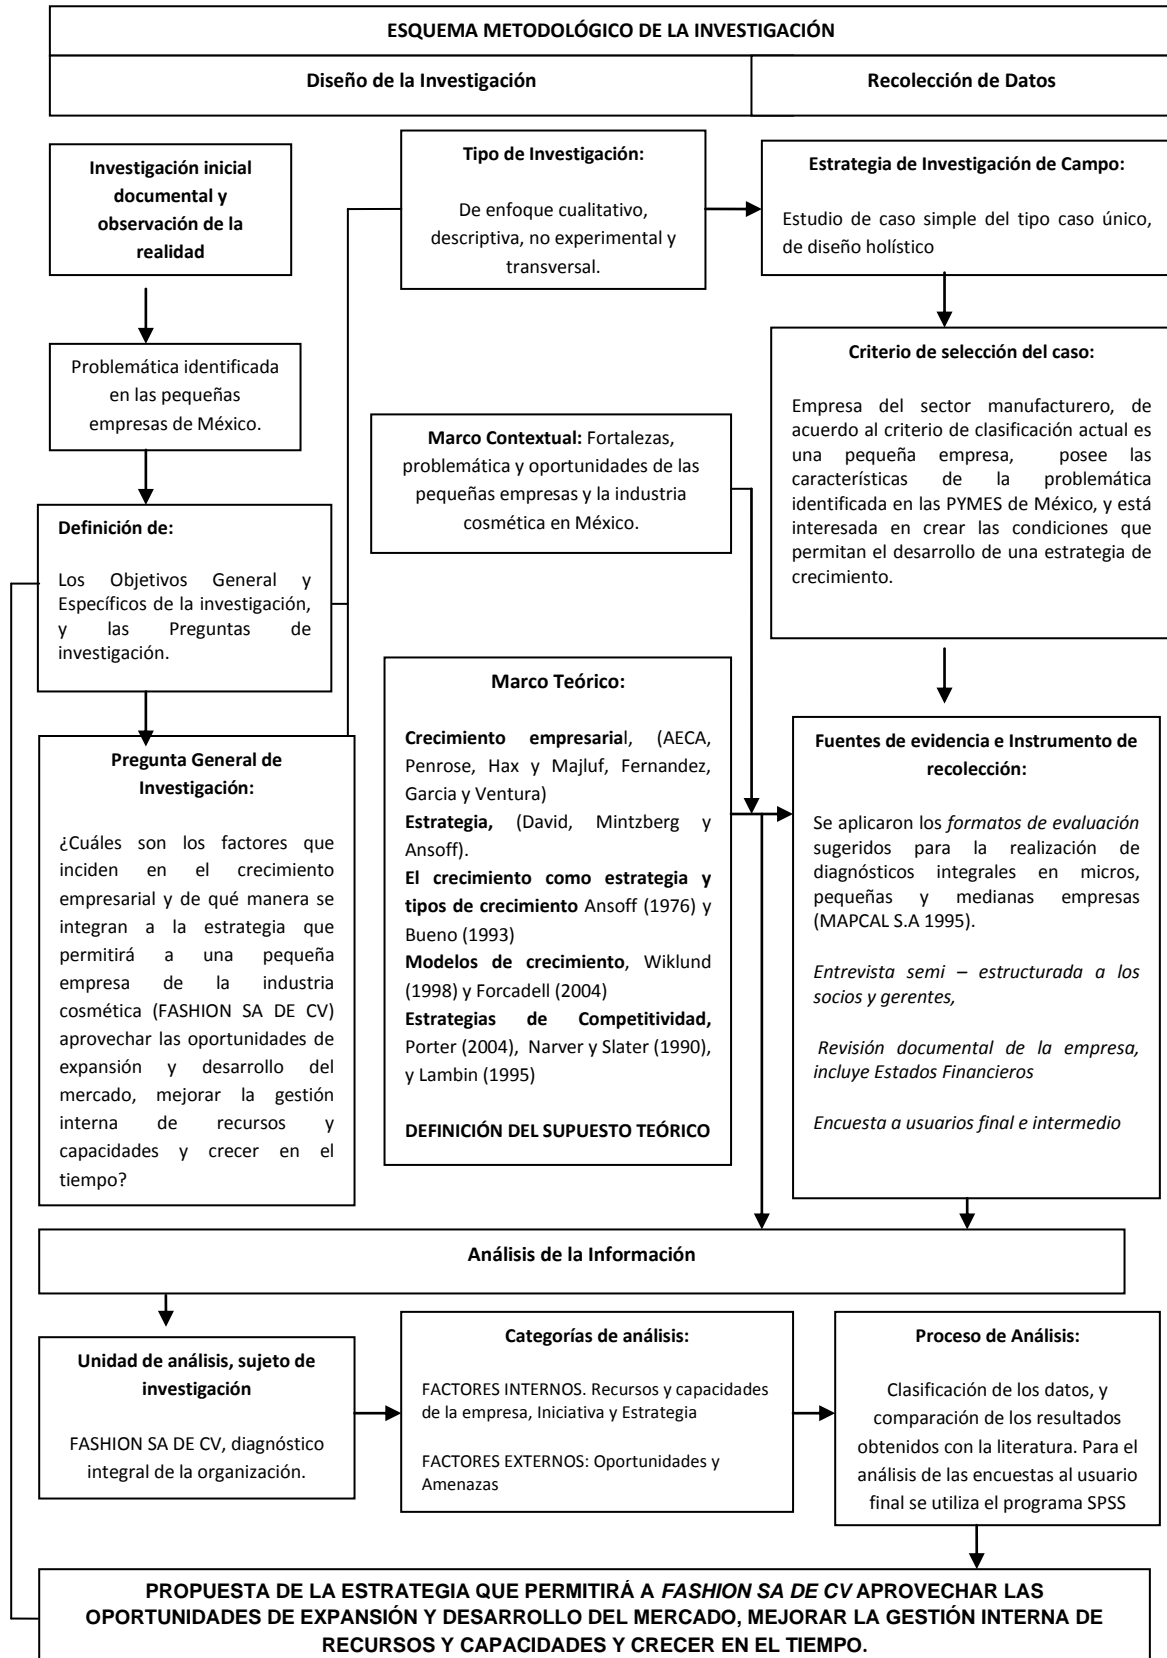 ESQUEMA METODOLÓGICO DE LA INVESTIGACIÓN
Diseño de la Investigación
Recolección de Datos
Investigación inicial
documental y
observación de la
realidad
Problemática identificada
en las pequeñas
empresas de México.
Definición de:
Los Objetivos General y
Específicos de la investigación,
y las Preguntas de
investigación.
Pregunta General de
Investigación:
¿Cuáles son los factores que
inciden en el crecimiento
empresarial y de qué manera se
integran a la estrategia que
permitirá a una pequeña
empresa de la industria
cosmética (FASHION SA DE CV)
aprovechar las oportunidades de
expansión y desarrollo del
mercado, mejorar la gestión
interna de recursos y
capacidades y crecer en el
tiempo?
Tipo de Investigación:
De enfoque cualitativo,
descriptiva, no experimental y
transversal.
Marco Contextual: Fortalezas,
problemática y oportunidades de las
pequeñas empresas y la industria
cosmética en México.
Marco Teórico:
Crecimiento empresarial, (AECA,
Penrose, Hax y Majluf, Fernandez,
Garcia y Ventura)
Estrategia, (David, Mintzberg y
Ansoff).
El crecimiento como estrategia y
tipos de crecimiento Ansoff (1976) y
Bueno (1993)
Modelos de crecimiento, Wiklund
(1998) y Forcadell (2004)
Estrategias de Competitividad,
Porter (2004), Narver y Slater (1990),
y Lambin (1995)
DEFINICIÓN DEL SUPUESTO TEÓRICO
Estrategia de Investigación de Campo:
Estudio de caso simple del tipo caso único,
de diseño holístico
Criterio de selección del caso:
Empresa del sector manufacturero, de
acuerdo al criterio de clasificación actual es
una pequeña empresa, posee las
características de la problemática
identificada en las PYMES de México, y está
interesada en crear las condiciones que
permitan el desarrollo de una estrategia de
crecimiento.
Fuentes de evidencia e Instrumento de
recolección:
Se aplicaron los formatos de evaluación
sugeridos para la realización de
diagnósticos integrales en micros,
pequeñas y medianas empresas
(MAPCAL S.A 1995).
Entrevista semi – estructurada a los
socios y gerentes,
Revisión documental de la empresa,
incluye Estados Financieros
Encuesta a usuarios final e intermedio
Análisis de la Información
Unidad de análisis, sujeto de
investigación
FASHION SA DE CV, diagnóstico
integral de la organización.
Categorías de análisis:
FACTORES INTERNOS. Recursos y capacidades
de la empresa, Iniciativa y Estrategia
FACTORES EXTERNOS: Oportunidades y
Amenazas
Proceso de Análisis:
Clasificación de los datos, y
comparación de los resultados
obtenidos con la literatura. Para el
análisis de las encuestas al usuario
final se utiliza el programa SPSS
PROPUESTA DE LA ESTRATEGIA QUE PERMITIRÁ A FASHION SA DE CV APROVECHAR LAS
OPORTUNIDADES DE EXPANSIÓN Y DESARROLLO DEL MERCADO, MEJORAR LA GESTIÓN INTERNA DE
RECURSOS Y CAPACIDADES Y CRECER EN EL TIEMPO.